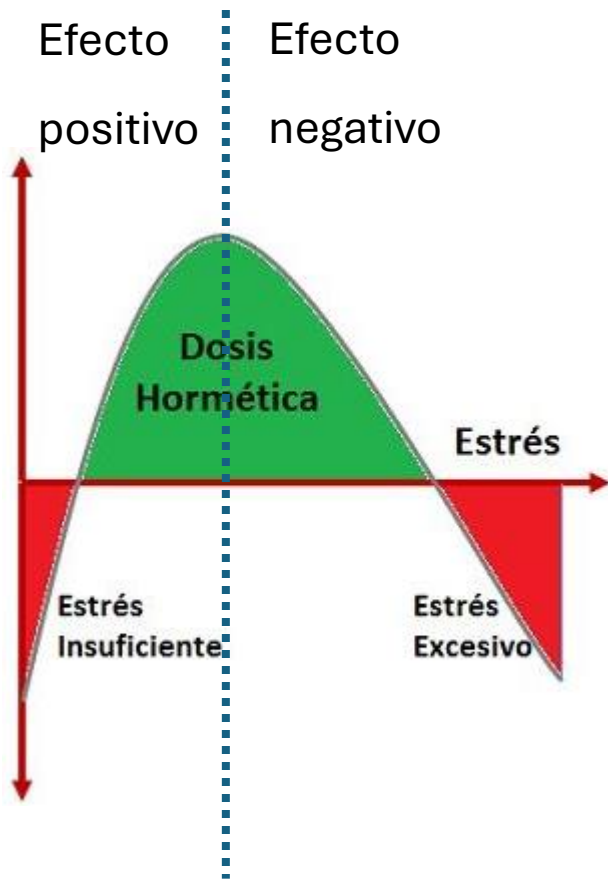 Efecto
positivo
Efecto
negativo
Dosis
Hormética
Estrés
Estrés
Insuficiente
Estrés
Excesivo